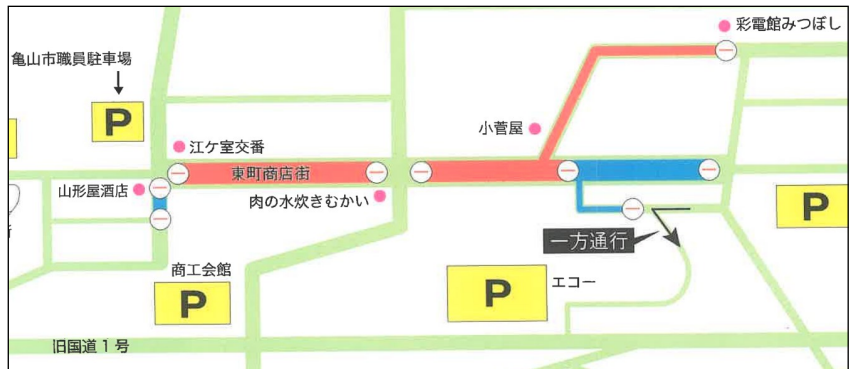 彩電館みつぼし
亀山市職員駐車場
P
小菅屋
江ケ室交番
東町商店街
山形屋酒店
肉の水炊きむかい
P
一方通行
商工会館
エコー
P
P
旧国道1号